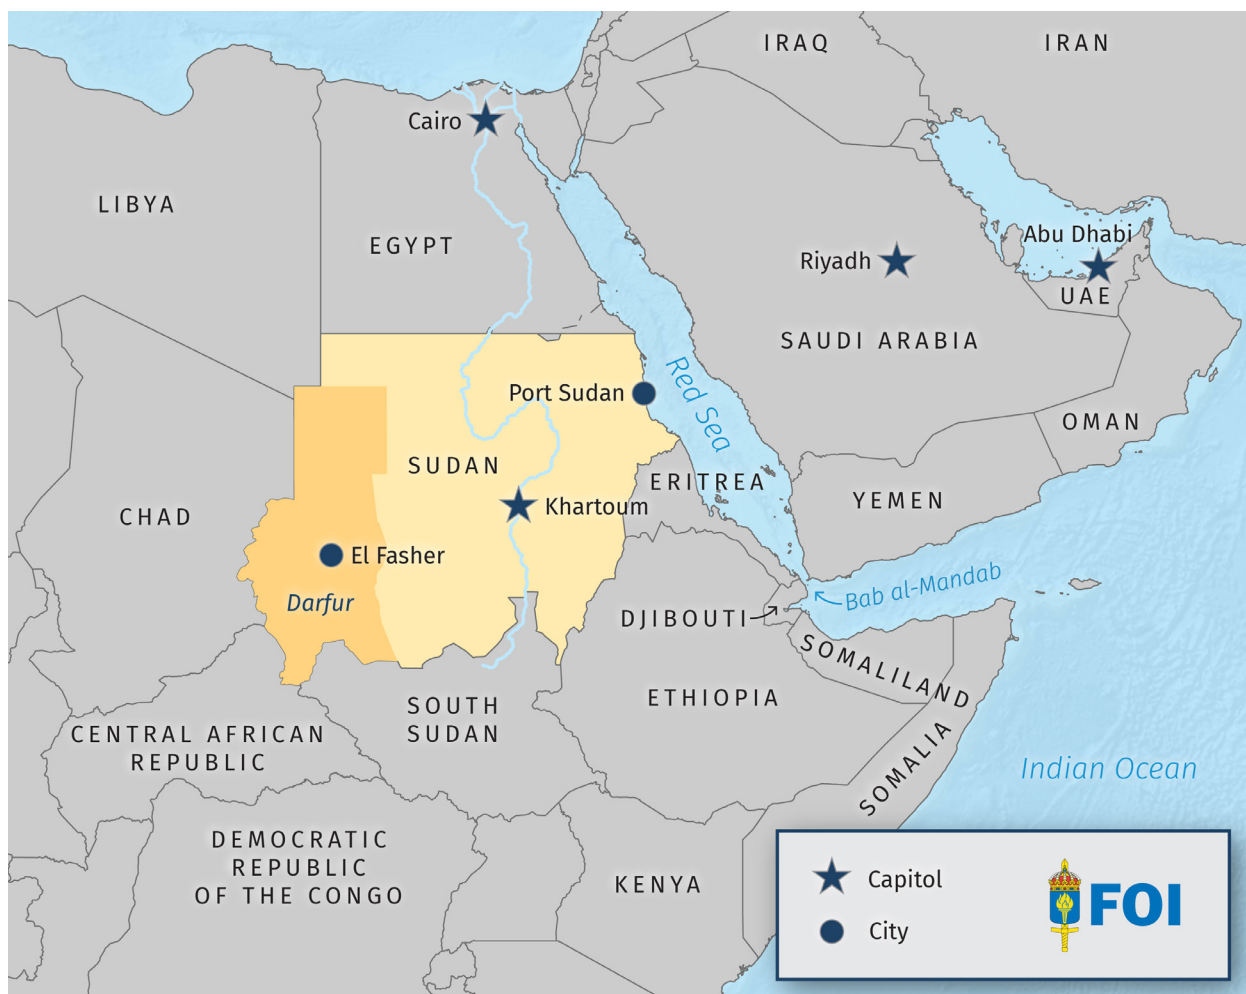 IRAQ
IRAN
Cairo
LIBYA
EGYPT
Abu Dhabi
Riyadh
UAE
SAUDI ARABIA
Red Sea
Port Sudan
OMAN
SUDAN
ERITREA
YEMEN
CHAD
Khartoum
El Fasher
Bab al-Mandab
Darfur
DJIBOUTI
SOMALILAND
ETHIOPIA
SOUTH
SUDAN
CENTRAL AFRICAN
REPUBLIC
SOMALIA
Indian Ocean
DEMOCRATIC
REPUBLIC
OF THE CONGO
KENYA
Capitol
City
FOI